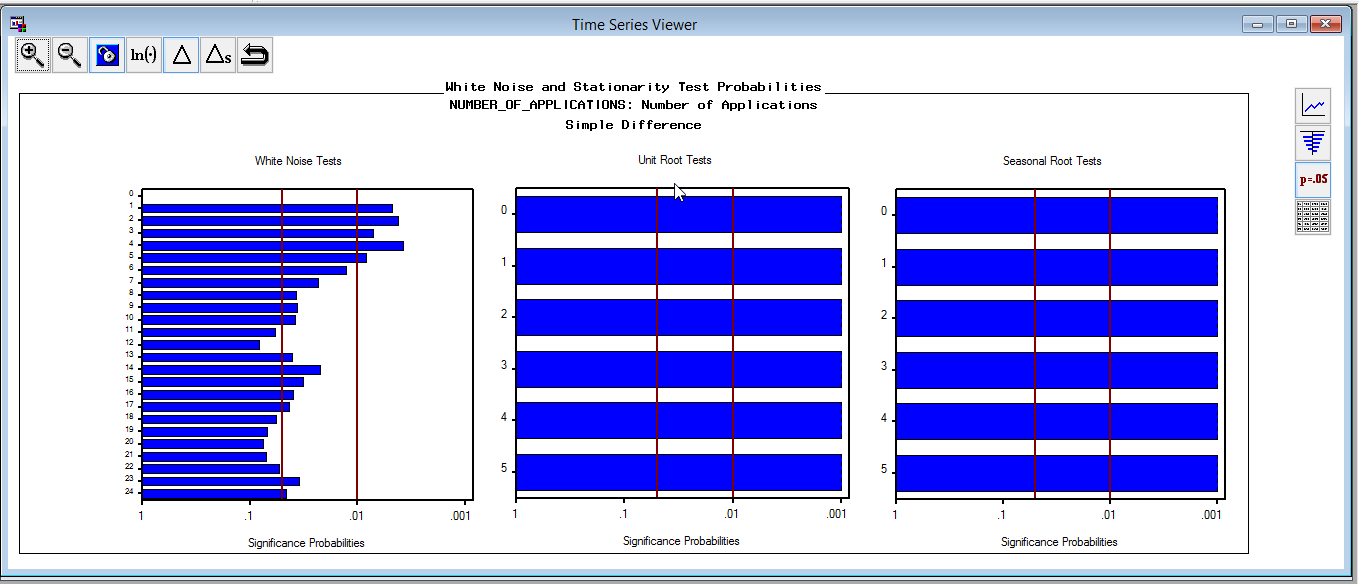 Time Series Viewer
ln(·)
Δ
Δs
White Noise and Stationarity Test Probabilities
NUMBER_OF_APPLICATIONS: Number of Applications
Simple Difference
p=.05
White Noise Tests
0
1
2
3
4
5
6
7
8
9
10
11
12
13
14
15
16
17
18
19
20
21
22
23
24
1 .1 .01 .001
Significance Probabilities
Unit Root Tests
0
1
2
3
4
5
1 .1 .01 .001
Significance Probabilities
Seasonal Root Tests
0
1
2
3
4
5
1 .1 .01 .001
Significance Probabilities